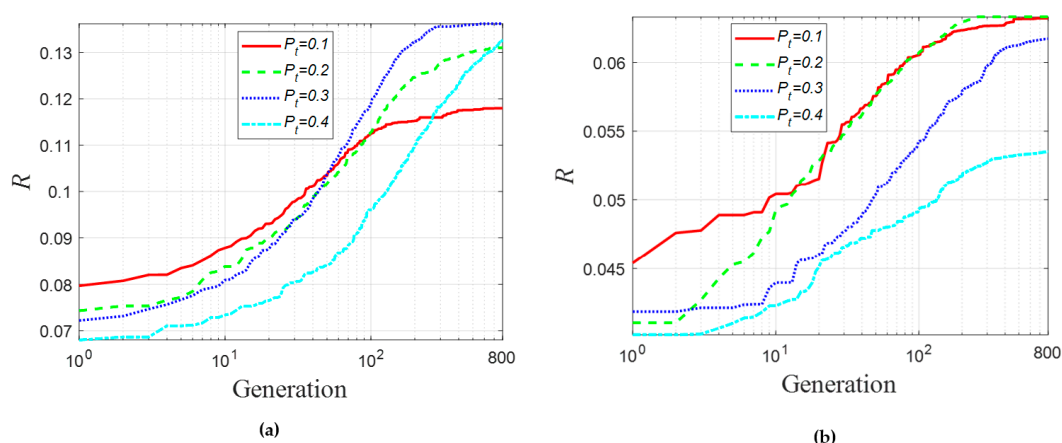 0.13
0.12
0.11
0.1
0.09
0.08
0.07
R
P_t=0.1
P_t=0.2
P_t=0.3
P_t=0.4
10^0
10^1
10^2
800
Generation
(a)
0.06
0.055
0.05
0.045
R
P_t=0.1
P_t=0.2
P_t=0.3
P_t=0.4
10^0
10^1
10^2
800
Generation
(b)